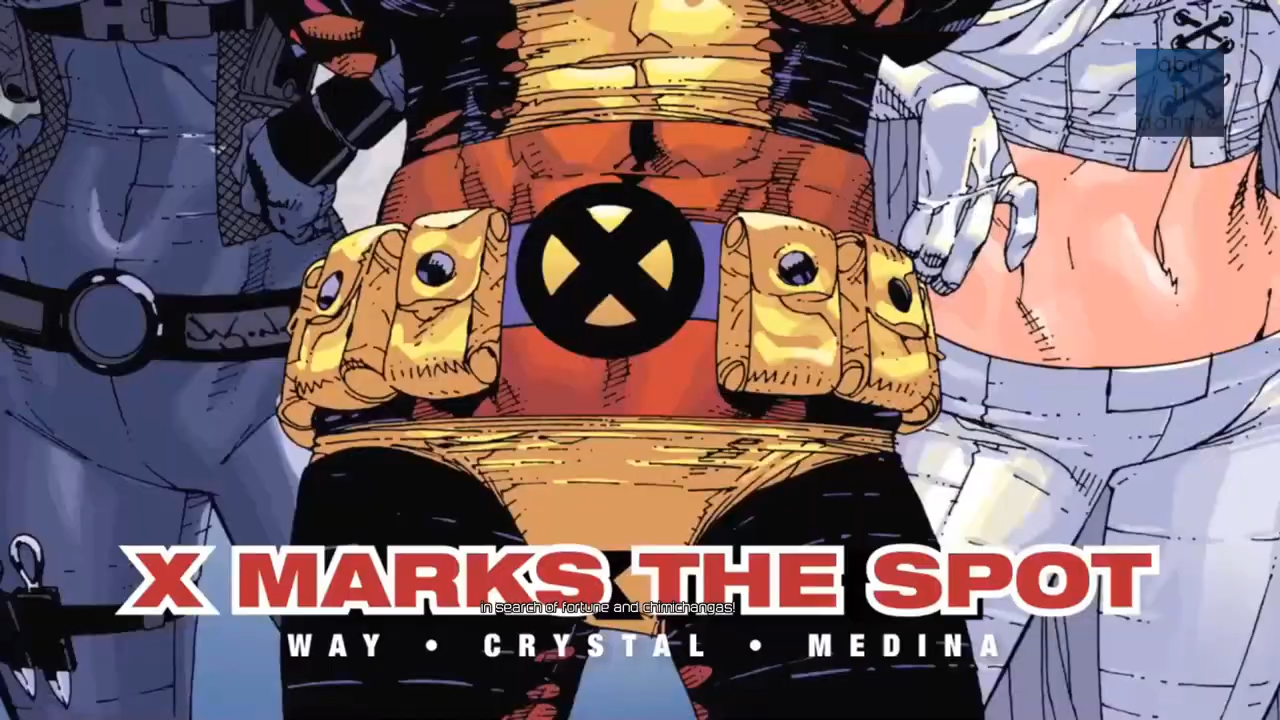 X MARKS THE SPOT
in search of fortune and chimichangas!
WAY • CRYSTAL • MEDINA